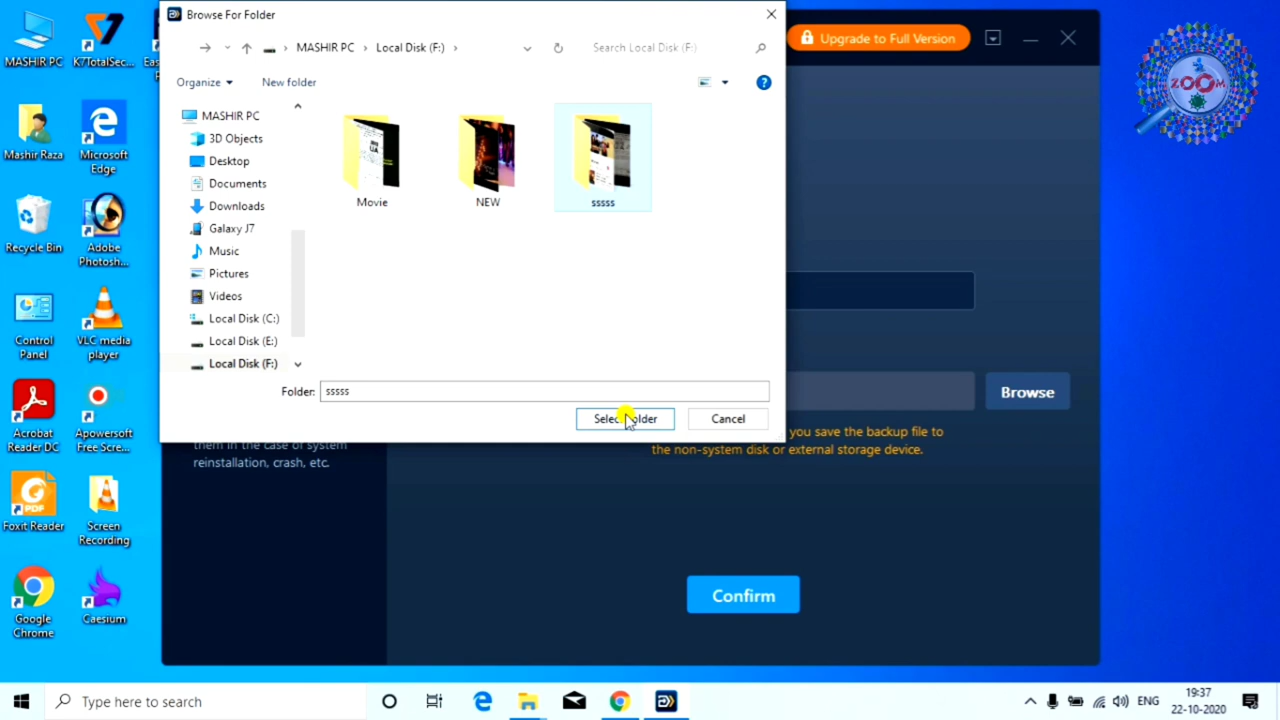 Browse For Folder
MASHIR PC
Local Disk (F:)
Search Local Disk (F:)
Organize
New folder
MASHIR PC
3D Objects
Desktop
Documents
Downloads
Galaxy J7
Music
Pictures
Videos
Local Disk (C:)
Local Disk (E:)
Local Disk (F:)
Movie
NEW
sssss
Folder:
sssss
Select Folder
Cancel
Upgrade to Full Version
Browse
you save the backup file to
the non-system disk or external storage device.
them in the case of system
reinstallation, crash, etc.
Confirm
ZOOM
MASHIR PC
K7TotalSec...
Mashir Raza
Microsoft
Edge
Recycle Bin
Adobe
Photosh...
Control
Panel
VLC media
player
Acrobat
Reader DC
Apowersoft
Free Scre...
Foxit Reader
Screen
Recording
Google
Chrome
Caesium
Type here to search
ENG
19:37
22-10-2020